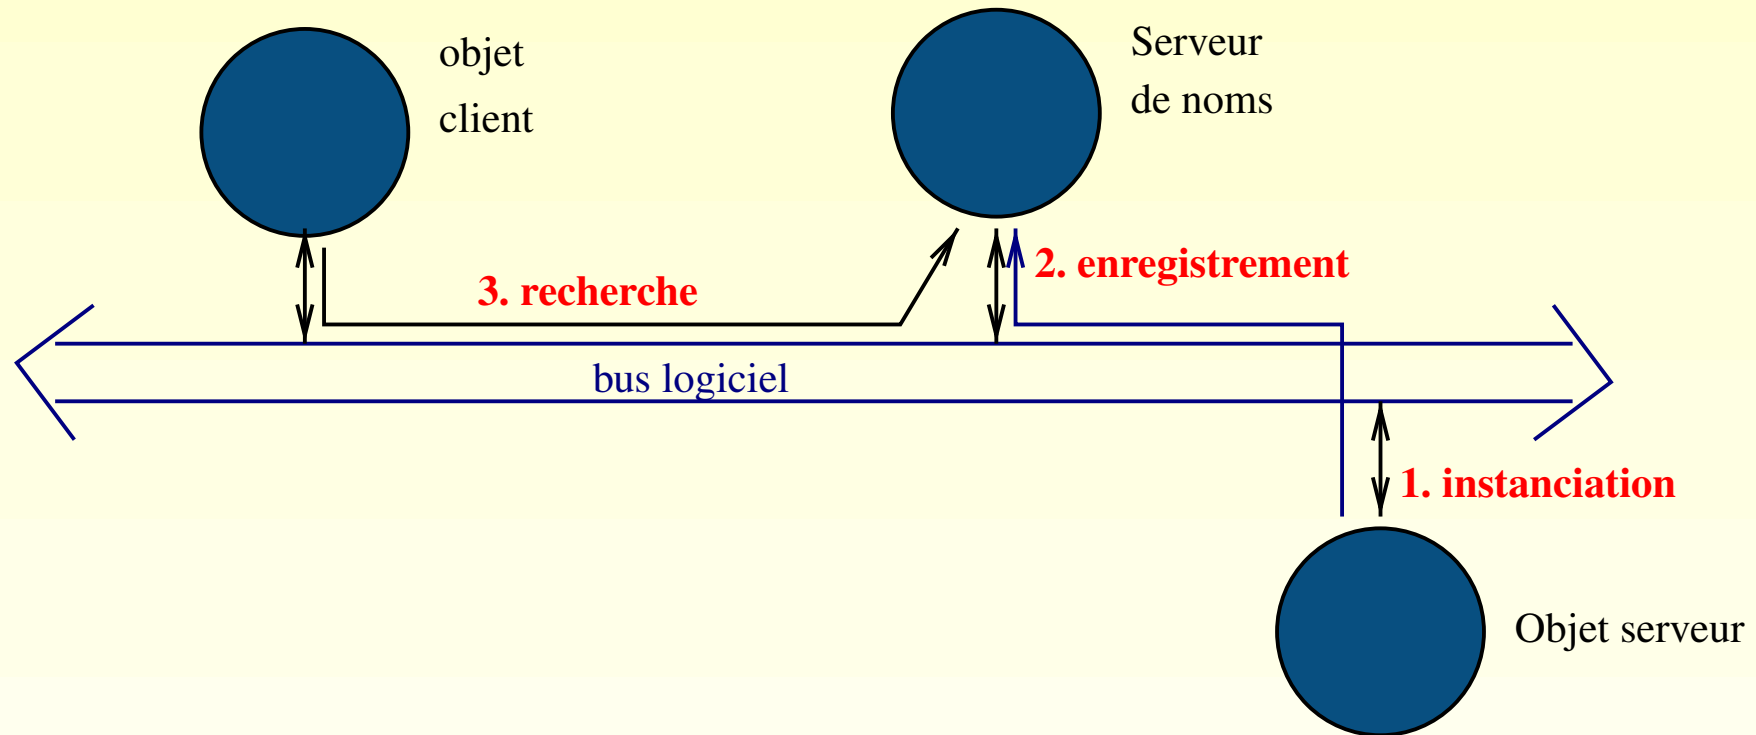 objet
client
Serveur
de noms
3. recherche
2. enregistrement
bus logiciel
1. instanciation
Objet serveur